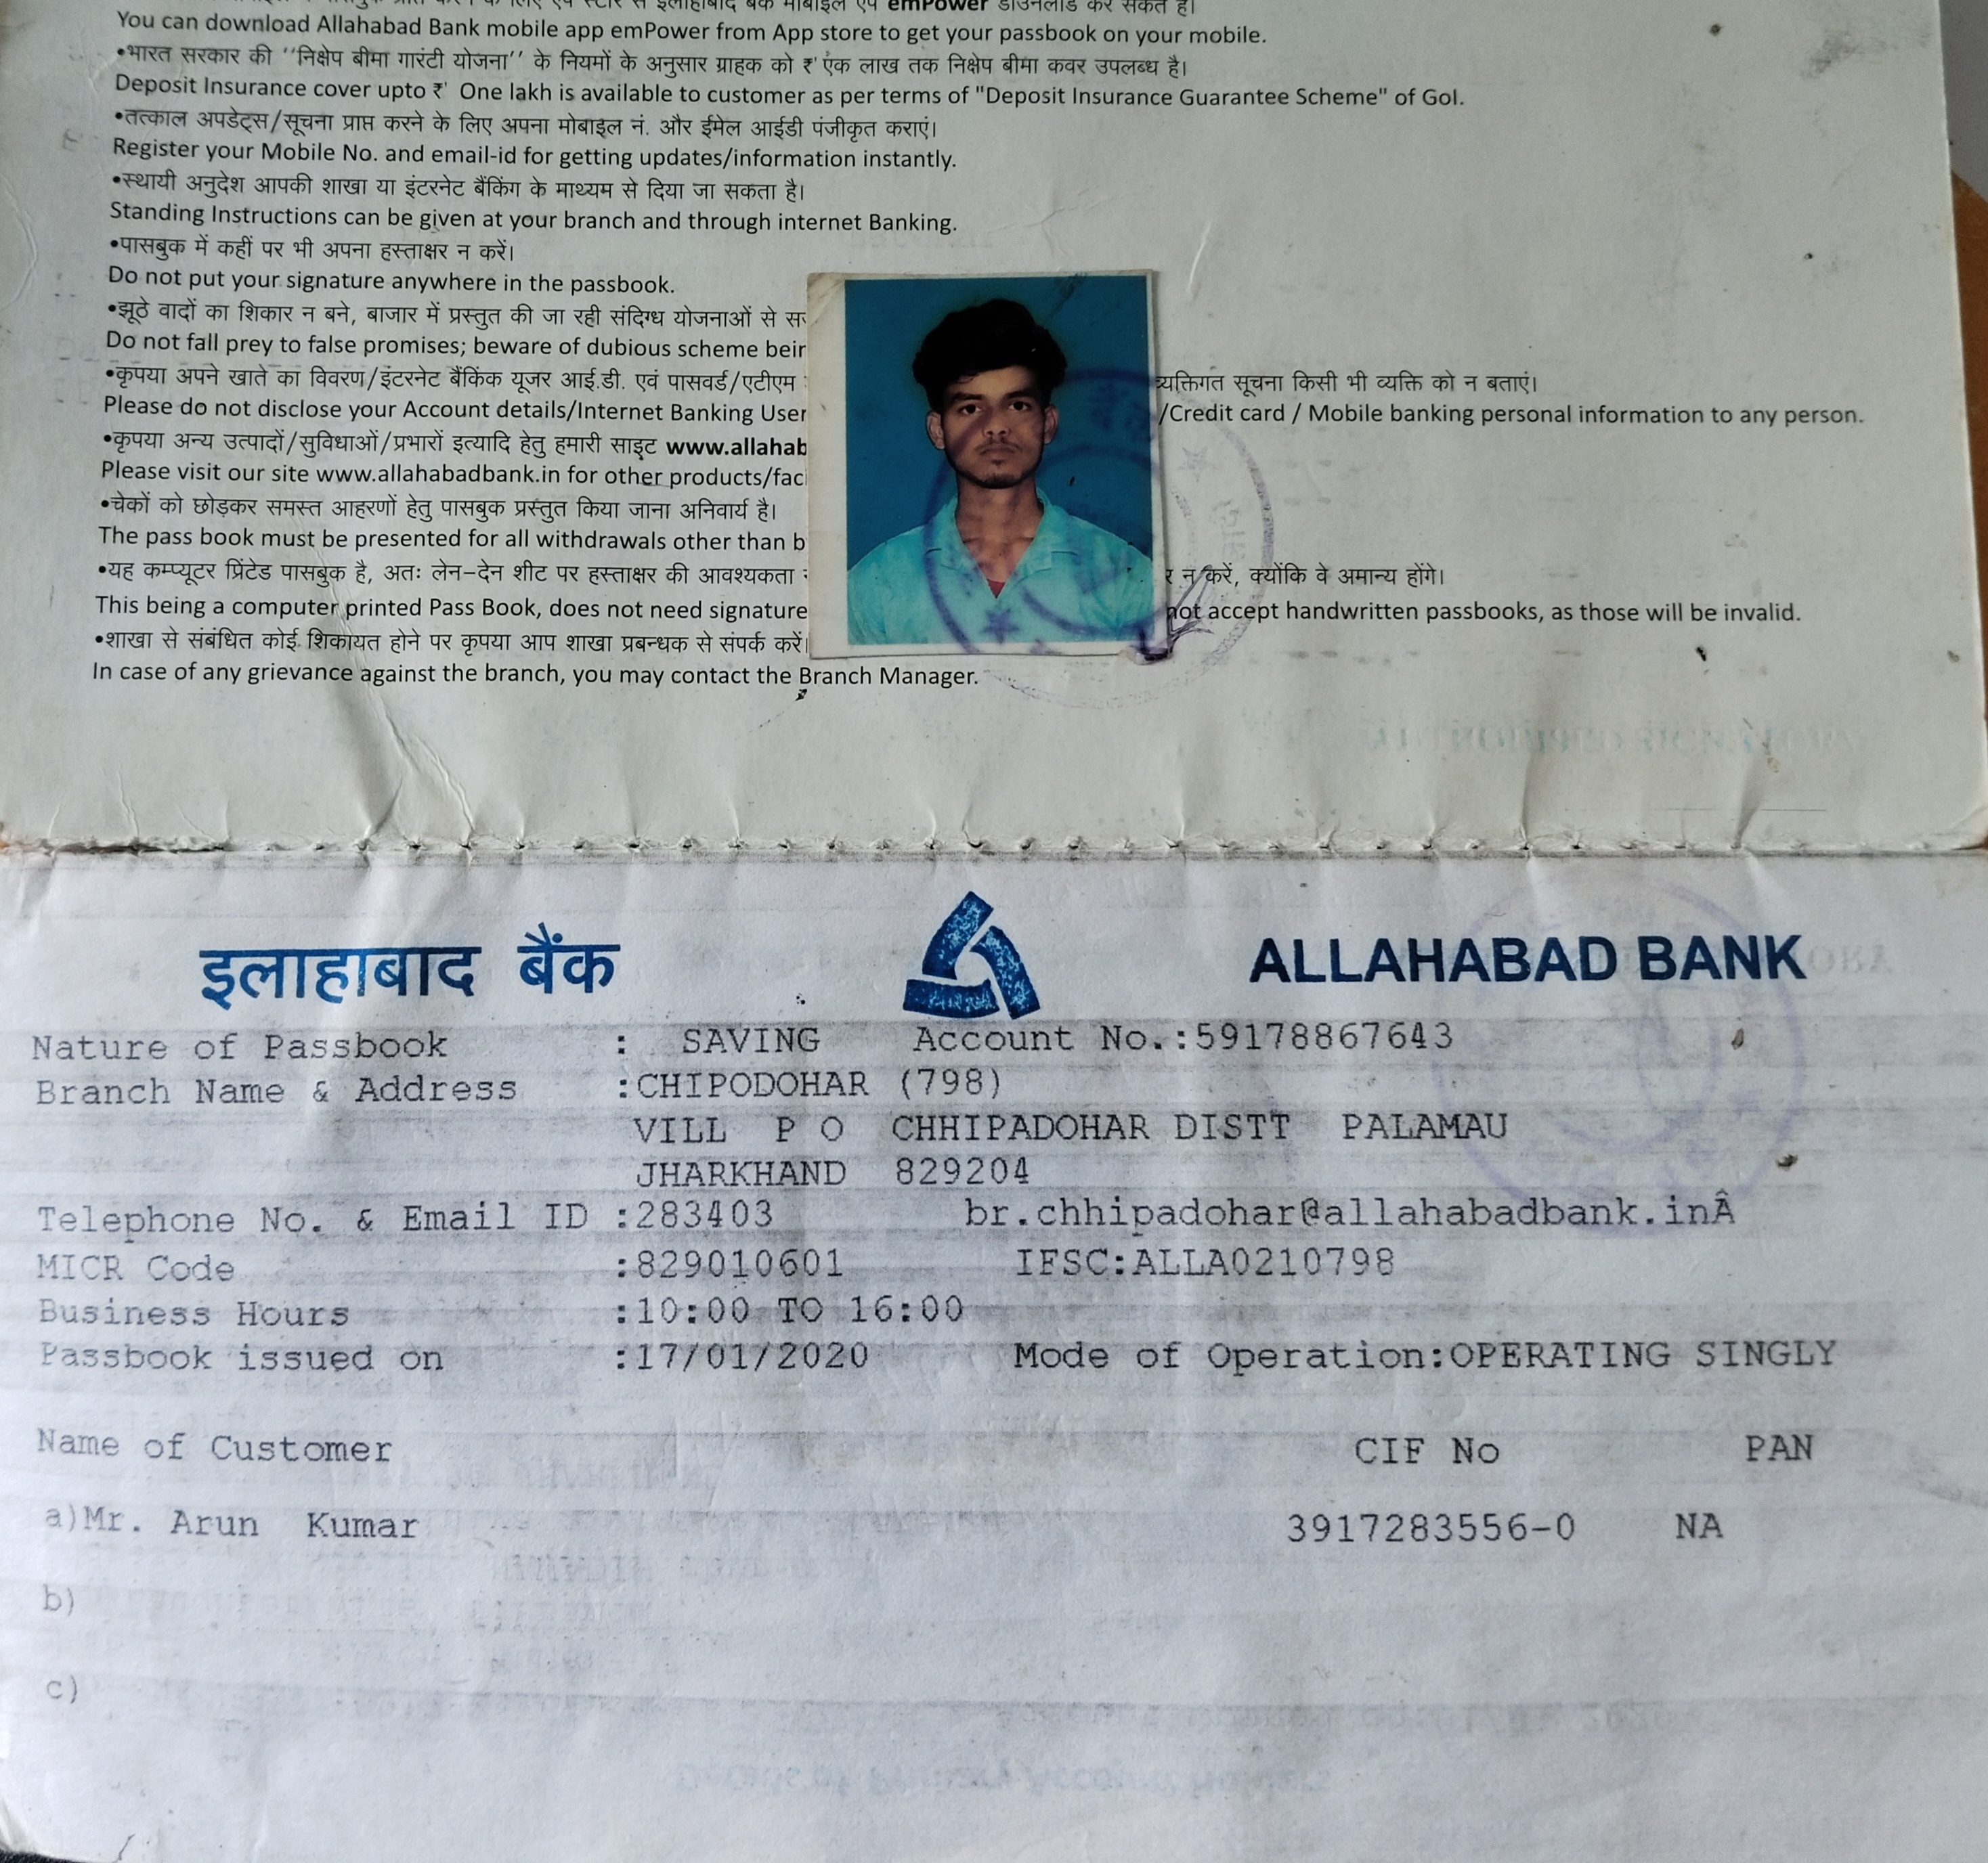 You can download Allahabad Bank mobile app emPower from App store to get your passbook on your mobile.
•भारत सरकार की ''निक्षेप बीमा गारंटी योजना'' के नियमों के अनुसार ग्राहक को ₹' एंक लाख तक निक्षेप बीमा कवर उपलब्ध है।
Deposit Insurance cover upto ₹' One lakh is available to customer as per terms of "Deposit Insurance Guarantee Scheme" of GoI.
•तत्काल अपडेट्स/सूचना प्राप्त करने के लिए अपना मोबाइल नं. और ईमेल आईडी पंजीकृत कराएं।
Register your Mobile No. and email-id for getting updates/information instantly.
•स्थायी अनुदेश आपकी शाखा या इंटरनेट बैंकिंग के माध्यम से दिया जा सकता है।
Standing Instructions can be given at your branch and through internet Banking.
•पासबुक में कहीं पर भी अपना हस्ताक्षर न करें।
Do not put your signature anywhere in the passbook.
•झूठे वादों का शिकार न बने, बाजार में प्रस्तुत की जा रही संदिग्ध योजनाओं से
Do not fall prey to false promises; beware of dubious scheme
•कृपया अपने खाते का विवरण/इंटरनेट बैंकिंक यूजर आई.डी. एवं पासवर्ड/एटीएम व्यक्तिगत सूचना किसी भी व्यक्ति को न बताएं।
Please do not disclose your Account details/Internet Banking User /Credit card / Mobile banking personal information to any person.
•कृपया अन्य उत्पादों/सुविधाओं/प्रभारों इत्यादि हेतु हमारी साइट www.allahab
Please visit our site www.allahabadbank.in for other products/faci
•चेकों को छोड़कर समस्त आहरणों हेतु पासबुक प्रस्तुत किया जाना अनिवार्य है।
The pass book must be presented for all withdrawals other than b
•यह कम्प्यूटर प्रिंटेड पासबुक है, अतः लेन-देन शीट पर हस्ताक्षर की आवश्यकता न करें, क्योंकि वे अमान्य होंगे।
This being a computer printed Pass Book, does not need signature not accept handwritten passbooks, as those will be invalid.
•शाखा से संबंधित कोई शिकायत होने पर कृपया आप शाखा प्रबन्धक से संपर्क करें।
In case of any grievance against the branch, you may contact the Branch Manager.
इलाहाबाद बैंक ALLAHABAD BANK
Nature of Passbook : SAVING Account No.:59178867643
Branch Name & Address :CHIPODOHAR (798)
VILL P O CHHIPADOHAR DISTT PALAMAU
JHARKHAND 829204
Telephone No. & Email ID :283403 br.chhipadohar@allahabadbank.inÂ
MICR Code :829010601 IFSC:ALLA0210798
Business Hours :10:00 TO 16:00
Passbook issued on :17/01/2020 Mode of Operation:OPERATING SINGLY
Name of Customer CIF No PAN
a)Mr. Arun Kumar 3917283556-0 NA
b)
c)